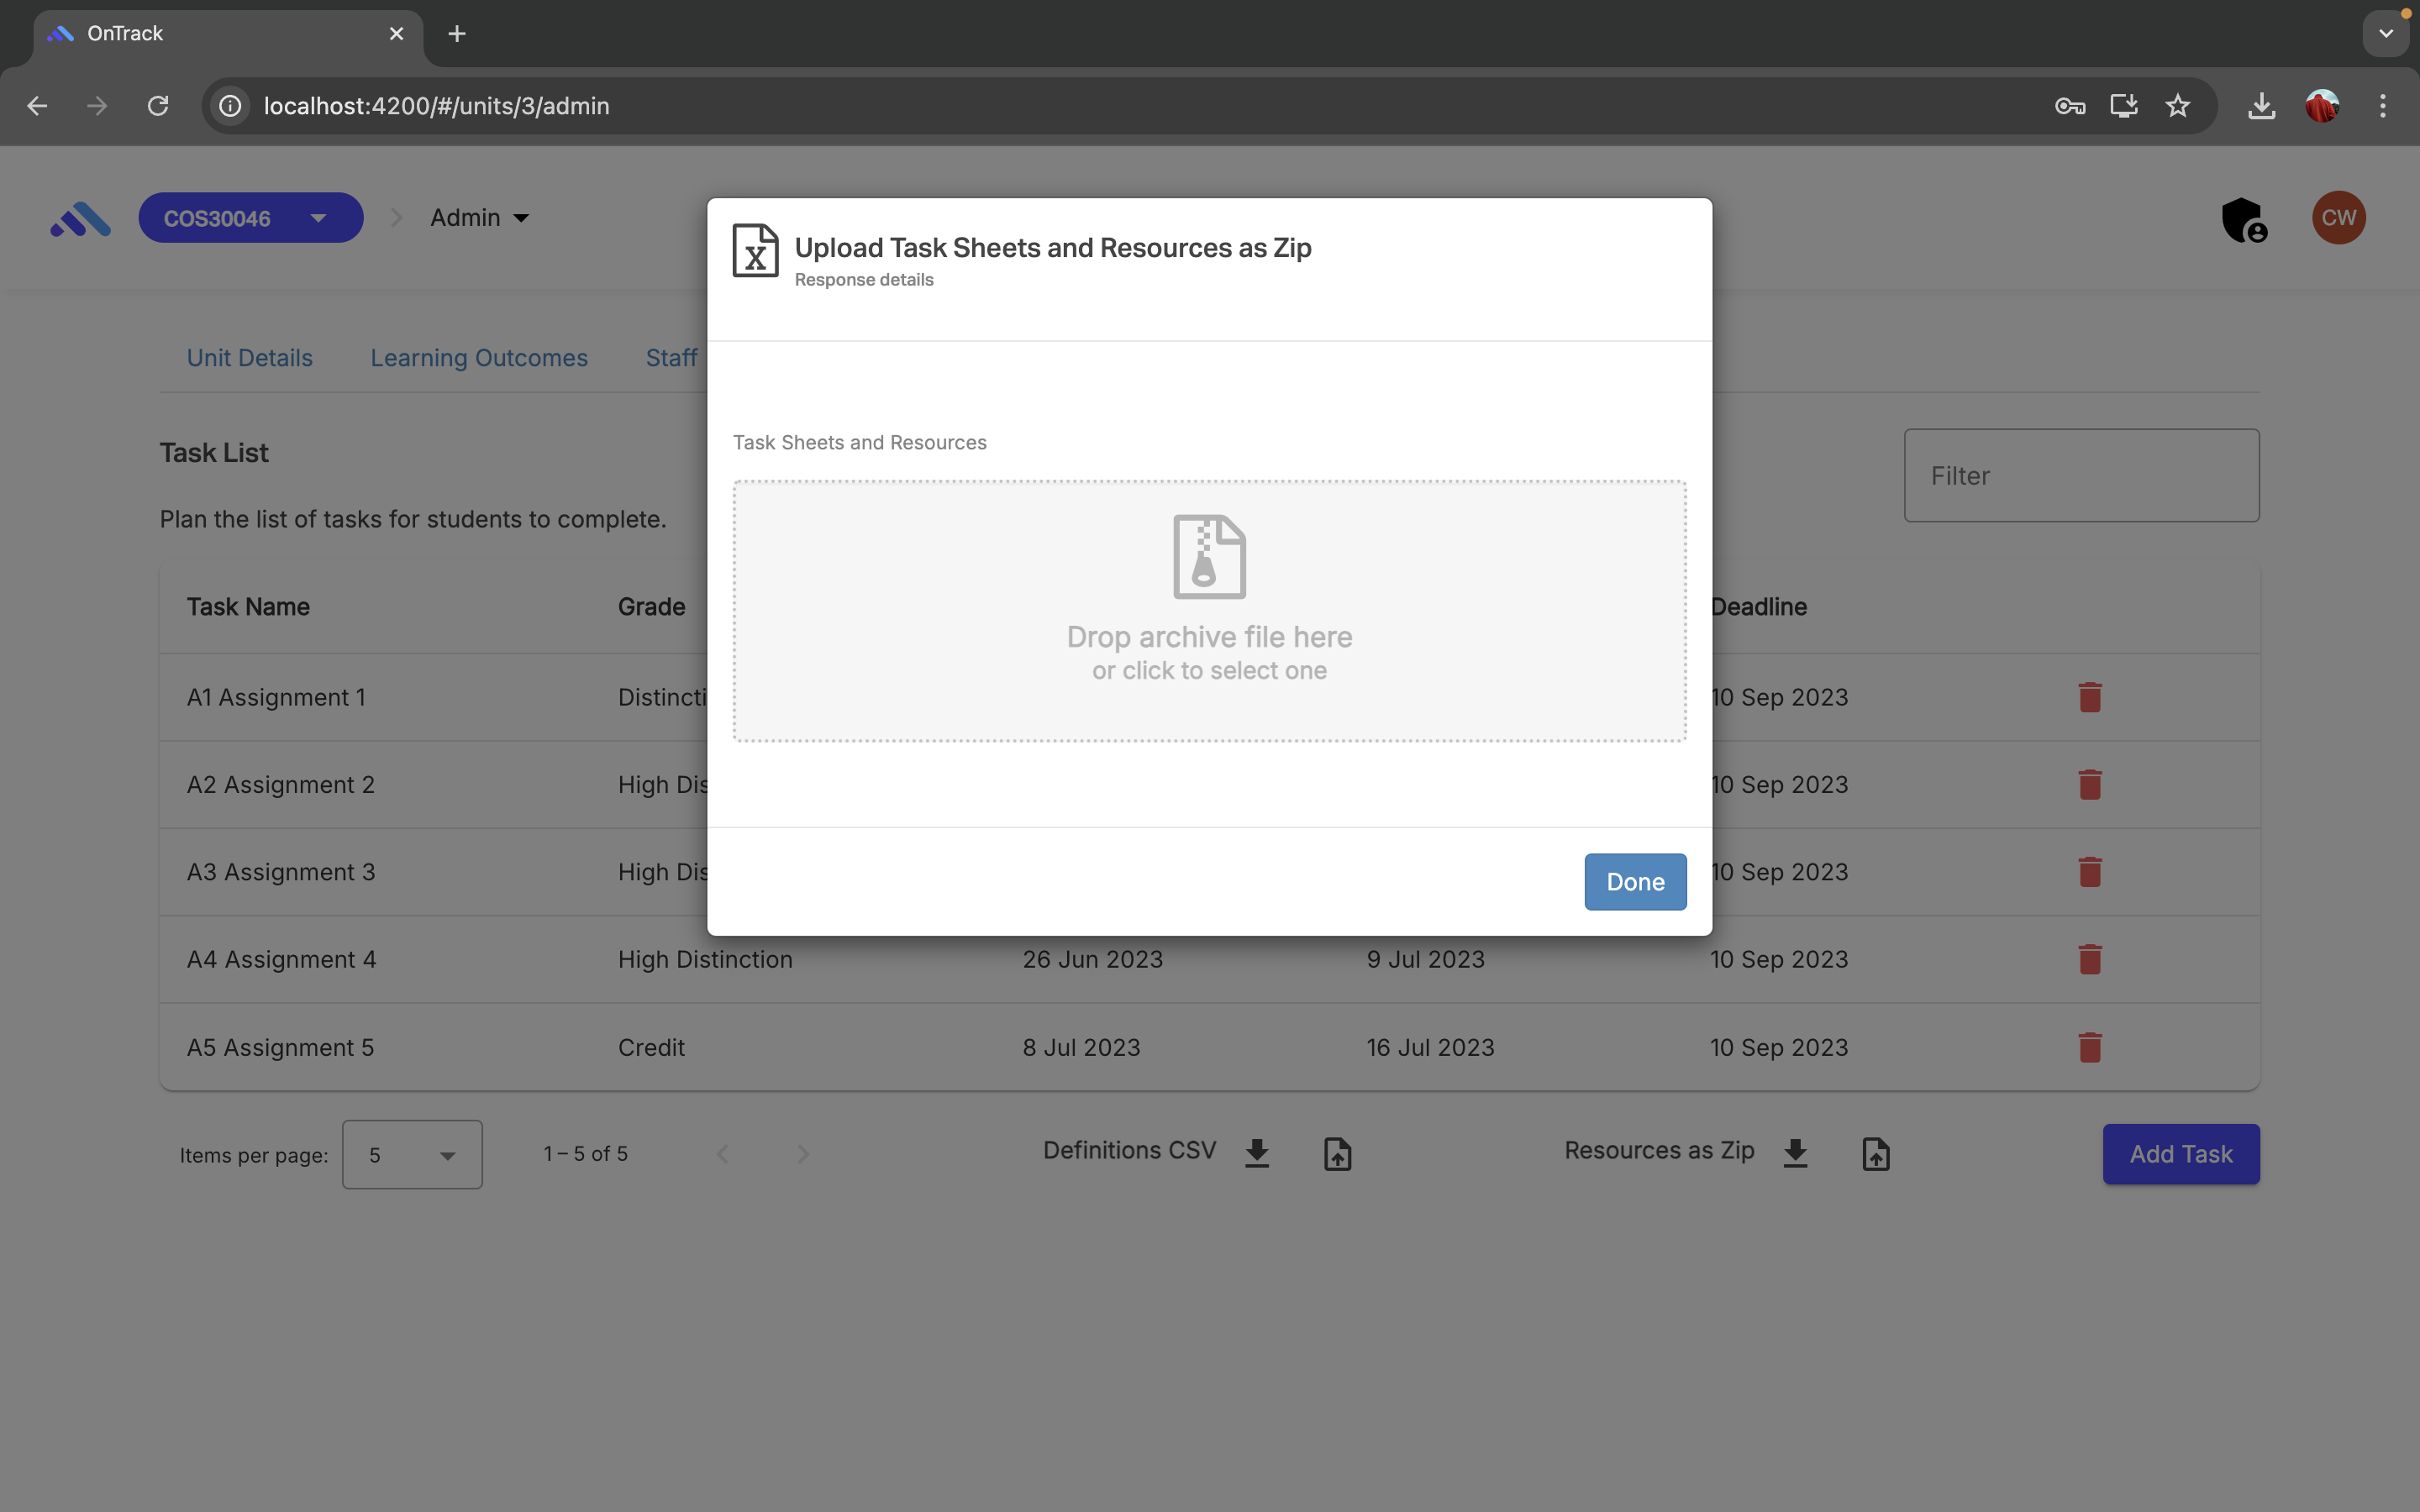 OnTrack
localhost:4200/#/units/3/admin
COS30046
Admin
CW
Upload Task Sheets and Resources as Zip
Response details
Unit Details
Learning Outcomes
Staff
Task List
Filter
Plan the list of tasks for students to complete.
Task Sheets and Resources
Drop archive file here
or click to select one
Done
Task Name Grade Deadline
A1 Assignment 1 Distincti 10 Sep 2023
A2 Assignment 2 High Dis 10 Sep 2023
A3 Assignment 3 High Dis 10 Sep 2023
A4 Assignment 4 High Distinction 26 Jun 2023 9 Jul 2023 10 Sep 2023
A5 Assignment 5 Credit 8 Jul 2023 16 Jul 2023 10 Sep 2023
Items per page: 5 1 – 5 of 5 Definitions CSV Resources as Zip Add Task